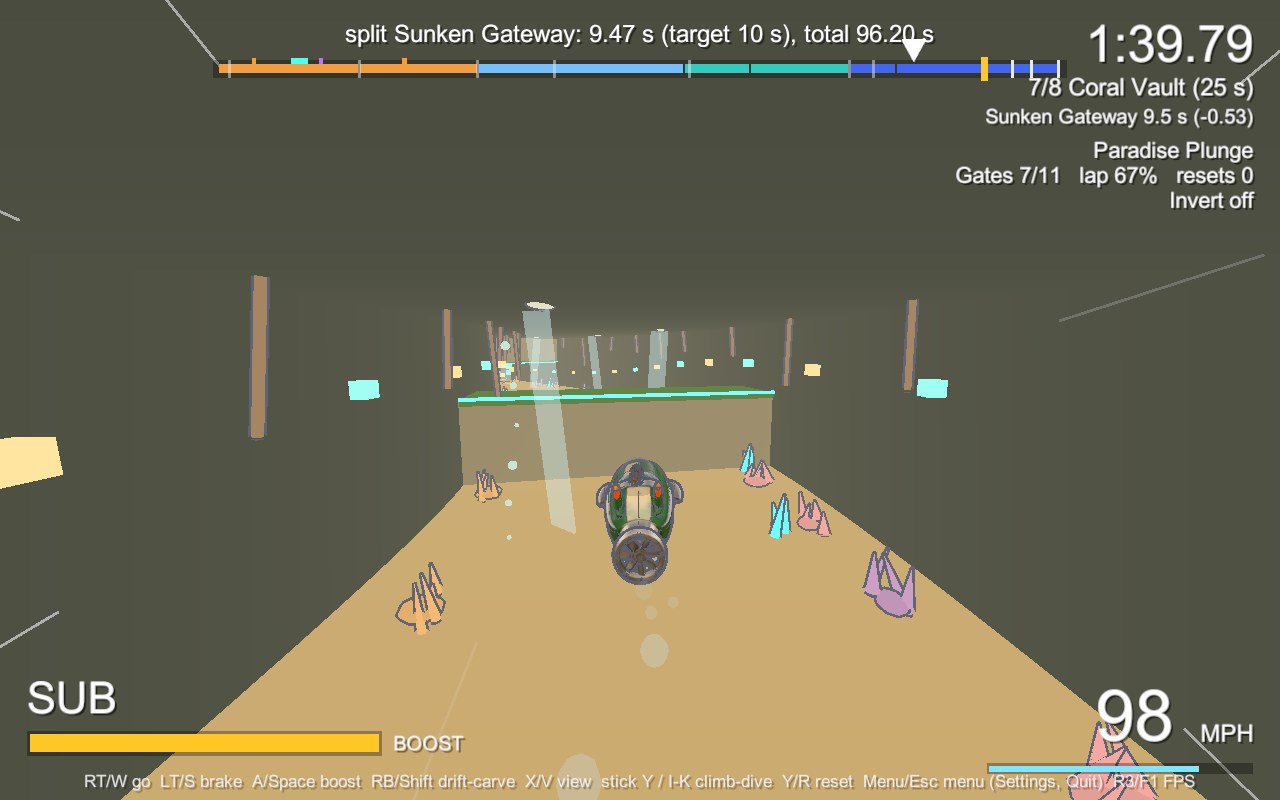 split Sunken Gateway: 9.47 s (target 10 s), total 96.20 s
1:39.79
7/8 Coral Vault (25 s)
Sunken Gateway 9.5 s (-0.53)
Paradise Plunge
Gates 7/11 lap 67% resets 0
Invert off
SUB
BOOST
98 MPH
RT/W go LT/S brake A/Space boost RB/Shift drift-carve X/V view stick Y / I-K climb-dive Y/R reset Menu/Esc menu (Settings, Quit) R3/F1 FPS